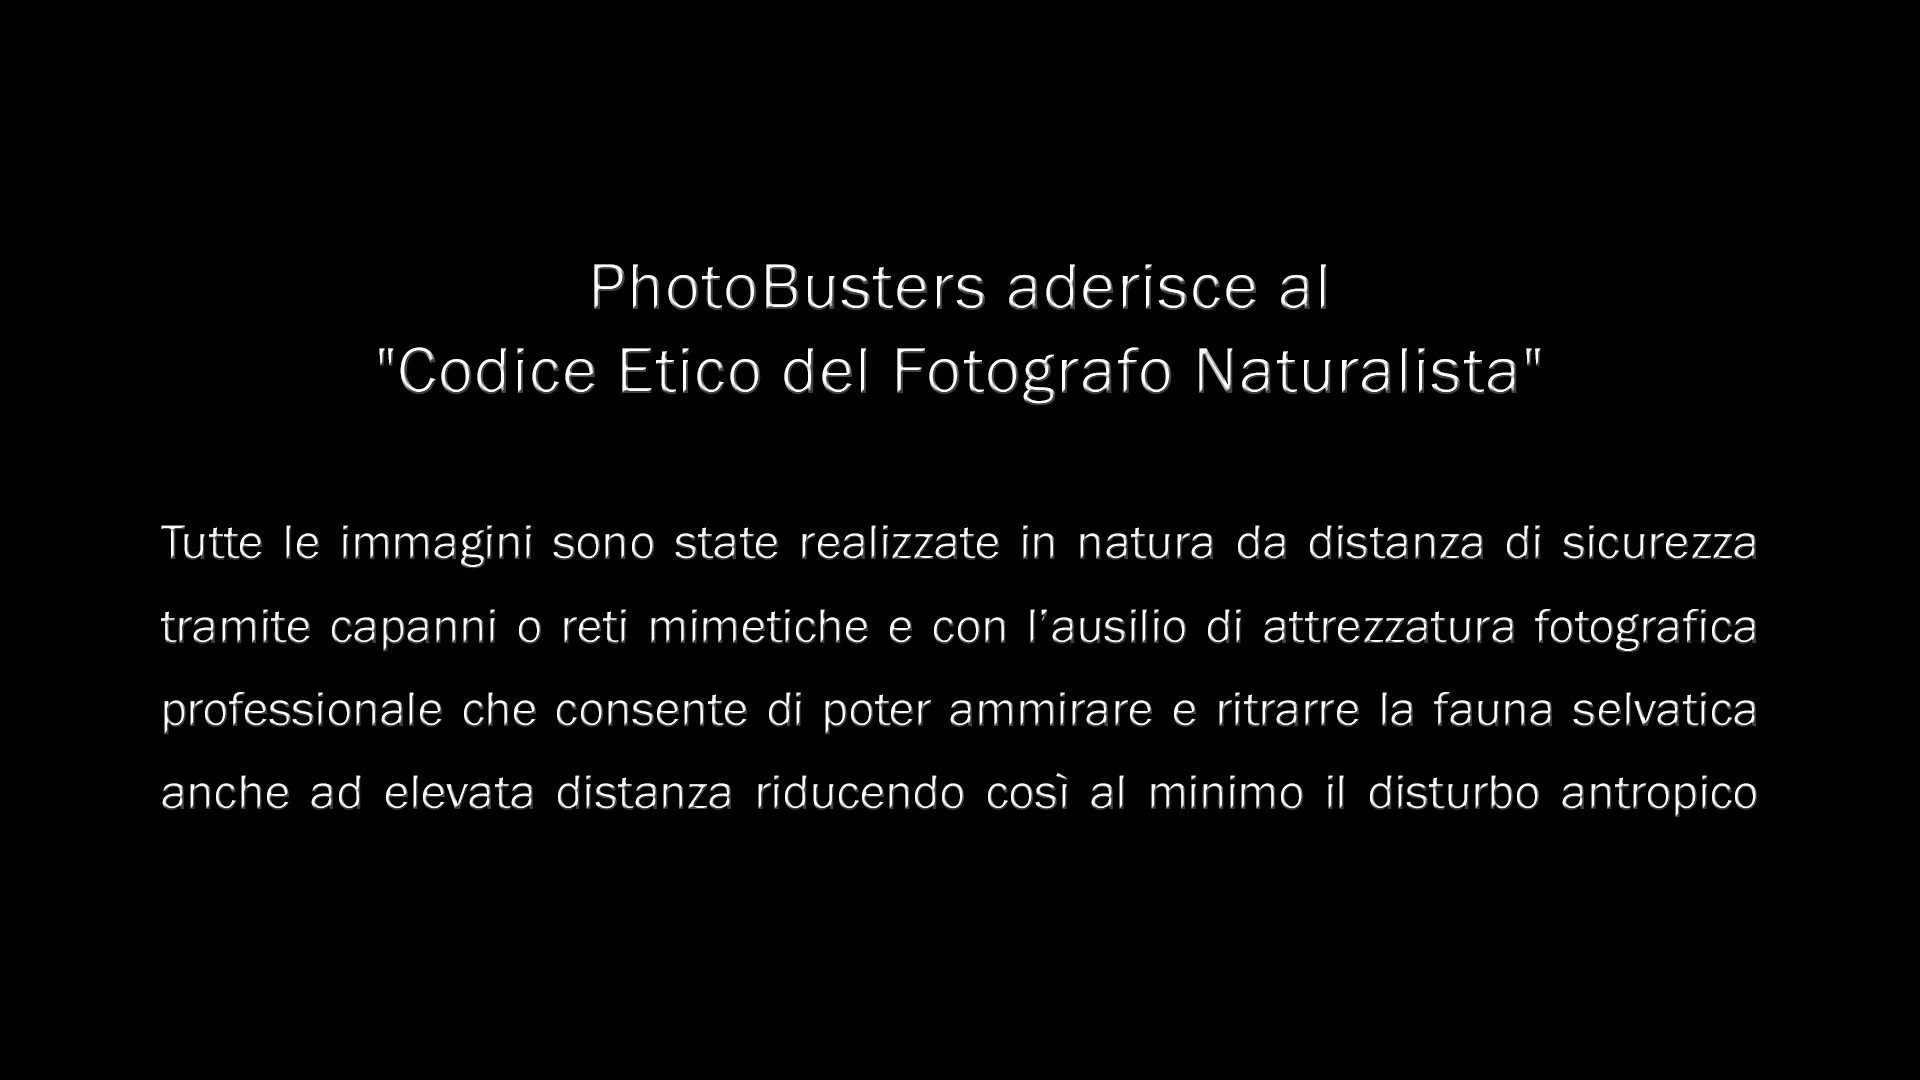 PhotoBusters aderisce al
"Codice Etico del Fotografo Naturalista"
Tutte le immagini sono state realizzate in natura da distanza di sicurezza
tramite capanni o reti mimetiche e con l’ausilio di attrezzatura fotografica
professionale che consente di poter ammirare e ritrarre la fauna selvatica
anche ad elevata distanza riducendo così al minimo il disturbo antropico